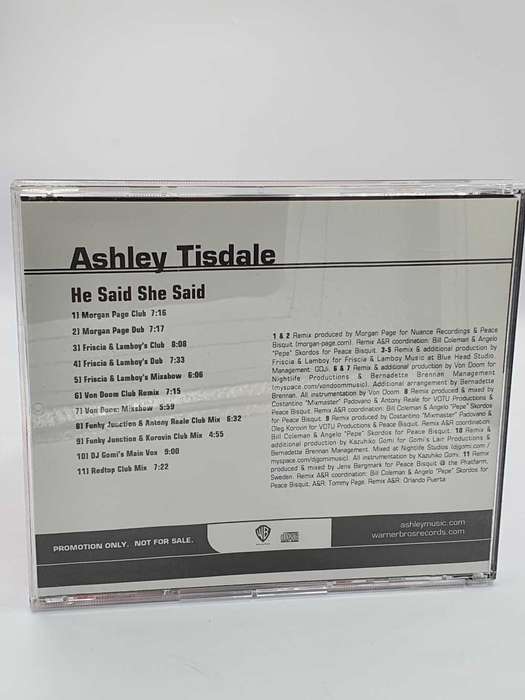 Ashley Tisdale
He Said She Said
1) Morgan Page Club 7:16
2) Morgan Page Dub 7:17
3) Friscia & Lamboy's Club 8:08
4) Friscia & Lamboy's Dub 7:33
5) Friscia & Lamboy's Mixshow 6:06
6) Von Doom Club Remix 7:15
7) Von Doom Mixshow 5:59
8) Funky Junction & Antony Reale Club Mix 6:32
9) Funky Junction & Korovin Club Mix 4:55
10) DJ Gomi's Main Vox 9:30
11) Redtop Club Mix 7:22
1 & 2 Remix produced by Morgan Page for Nuance Recordings & Peace
Bisquit (morgan-page.com). Remix A&R: Bill Coleman & Angelo
"Pepe" Skordos for Peace Bisquit. 3-5 Remix & additional production by
Friscia & Lamboy for Friscia & Lamboy Music at Blue Head Studio.
Management: GQLi. 6 & 7 Remix & additional production by Von Doom for
Nightlife Productions & Bernadette Brennan Management
(myspace.com/vondoommusic). Additional arrangement by Bernadette
Brennan. All instrumentation by Von Doom. 8 Remix produced & mixed by
Costantino "Mixmaster" Padovano & Antony Reale for VOTU Productions &
Peace Bisquit. Remix A&R coordination: Bill Coleman & Angelo "Pepe" Skordos
for Peace Bisquit. 9 Remix produced by Costantino "Mixmaster" Padovano &
Oleg Korovin for VOTU Productions & Peace Bisquit. Remix A&R coordination:
Bill Coleman & Angelo "Pepe" Skordos for Peace Bisquit. 10 Remix &
additional production by Kazuhiko Gomi for Gomi's Lair Productions &
Bernadette Brennan Management. Mixed at Nightlife Studios (djgomi.com /
myspace.com/djgomimusic). All instrumentation by Kazuhiko Gomi. 11 Remix
produced & mixed by Jens Bergmark for Peace Bisquit @ the Phatfarm,
Sweden. Remix A&R coordination: Bill Coleman & Angelo "Pepe" Skordos for
Peace Bisquit. A&R: Tommy Page. Remix A&R: Orlando Puerta
PROMOTION ONLY. NOT FOR SALE.
ashleymusic.com
warnerbrosrecords.com